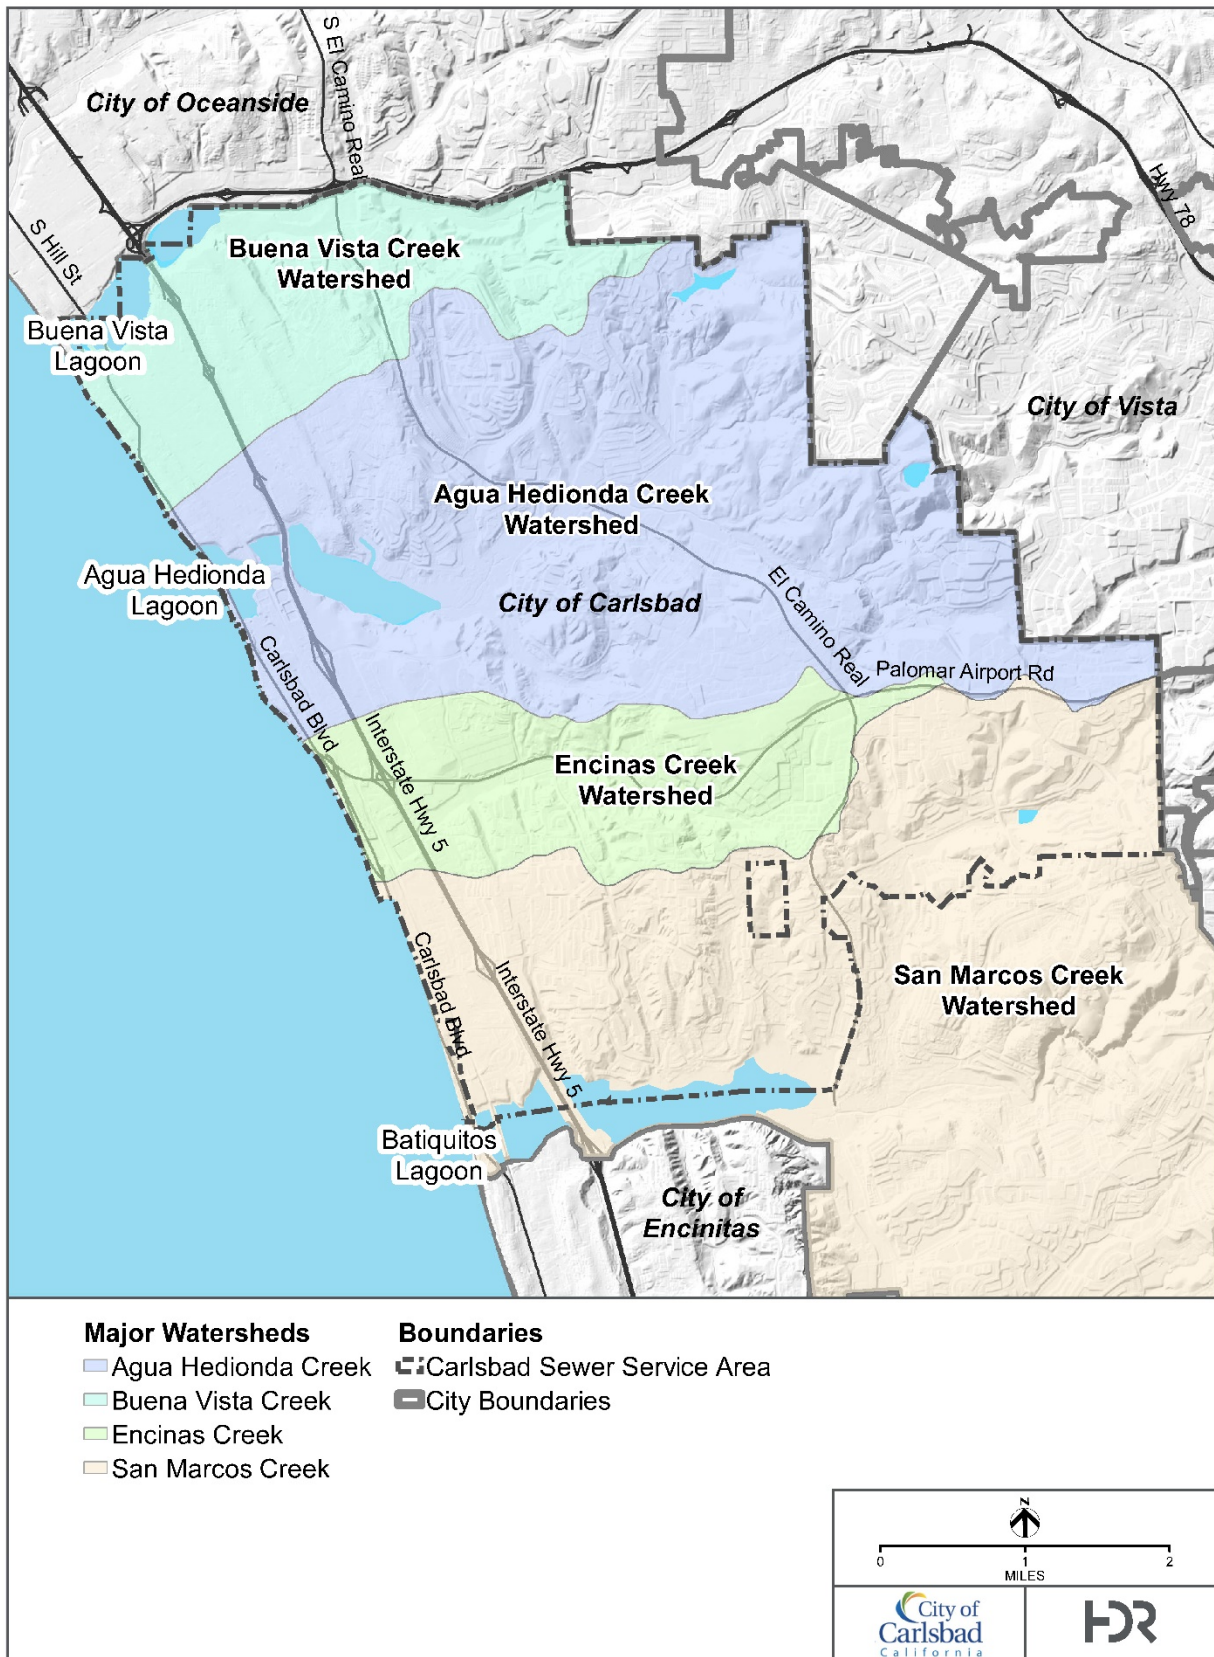 S El Camino Real
City of Oceanside
Hwy 78
S Hill St
Buena Vista Creek
Watershed
Buena Vista
Lagoon
City of Vista
Agua Hedionda Creek
Watershed
Agua Hedionda
Lagoon
City of Carlsbad
El Camino Real
Palomar Airport Rd
Carlsbad Blvd
Interstate Hwy 5
Encinas Creek
Watershed
Carlsbad Blvd
Interstate Hwy 5
San Marcos Creek
Watershed
Batiquitos
Lagoon
City of
Encinitas
Major Watersheds
Agua Hedionda Creek
Buena Vista Creek
Encinas Creek
San Marcos Creek
Boundaries
Carlsbad Sewer Service Area
City Boundaries
N
0 1 2
MILES
City of
Carlsbad
California
HDR